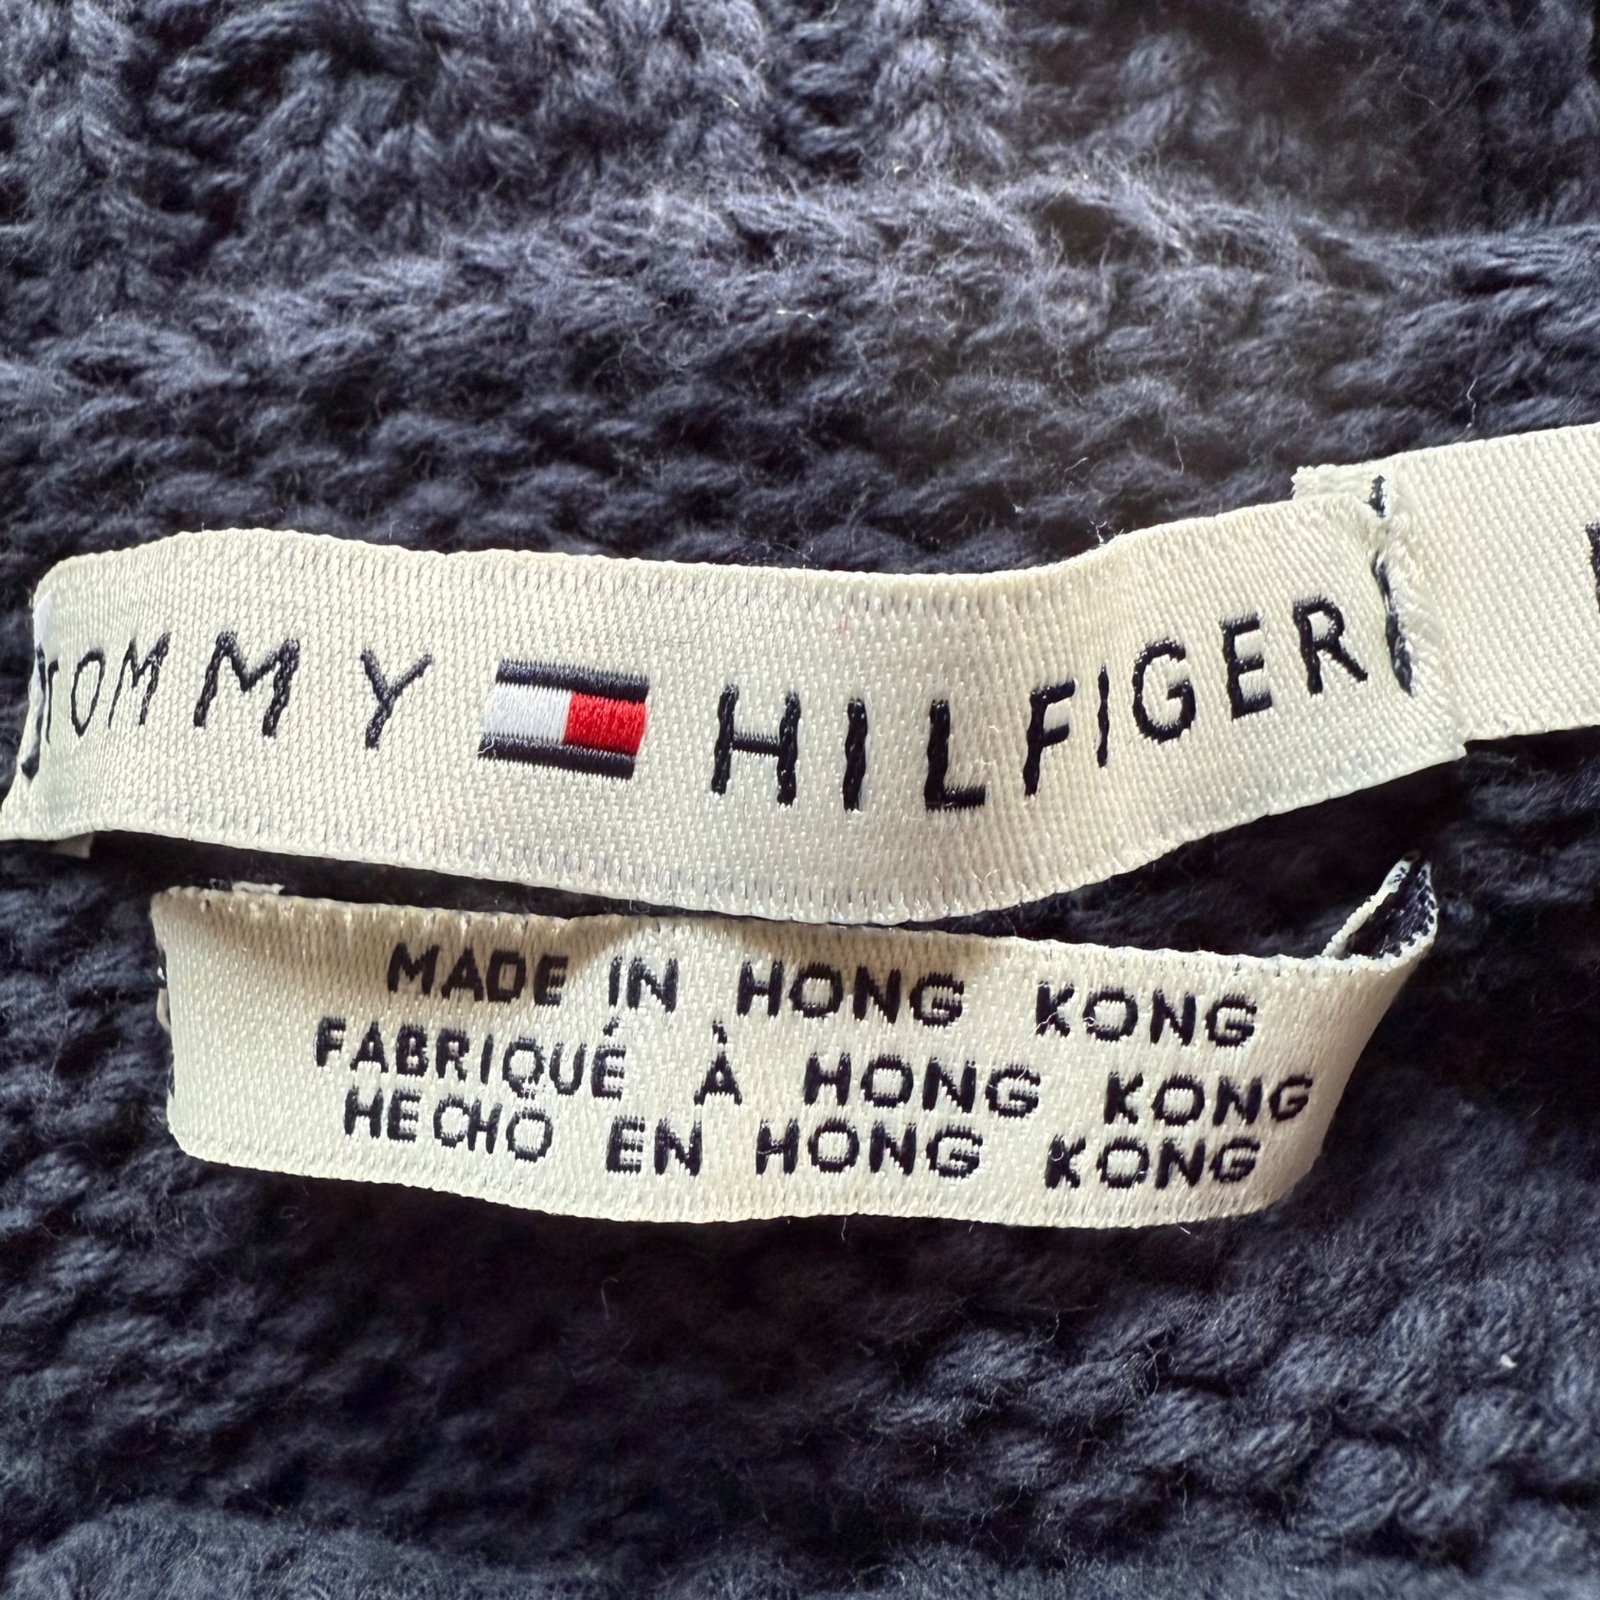 TOMMY HILFIGER
MADE IN HONG KONG
FABRIQUÉ À HONG KONG
HECHO EN HONG KONG